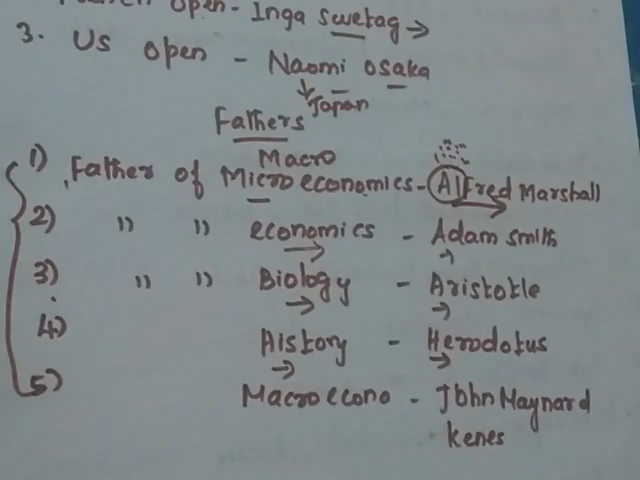 Open - Inga Swetag →
3. US open - Naomi osaka
Japan
Fathers
Macro
1) Father of Microeconomics - Alfred Marshall
2) " " economics - Adam smith
3) " " Biology - Aristotle
4) History - Herodotus
5) Macroecono - John Maynard
kenes